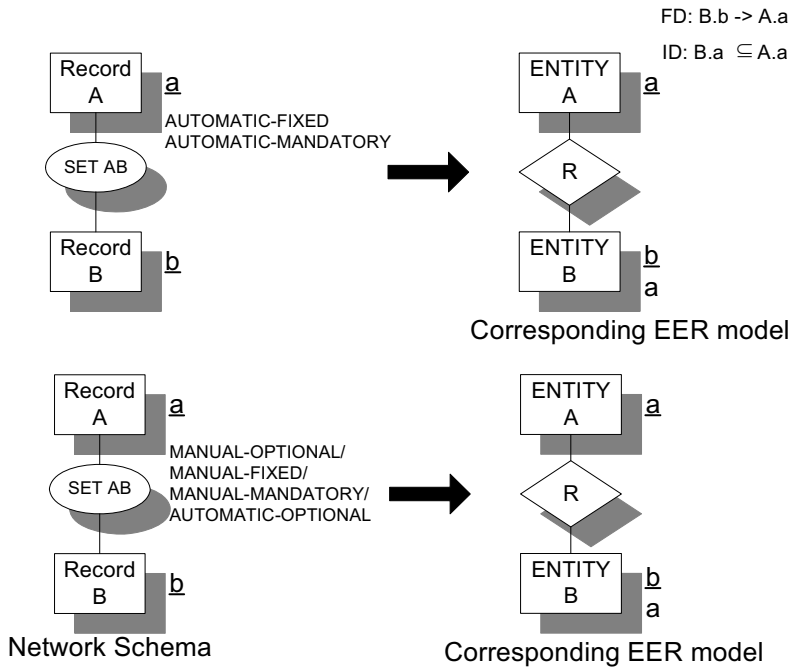 FD: B.b -> A.a
ID: B.a ⊆ A.a
Record
A
a
AUTOMATIC-FIXED
AUTOMATIC-MANDATORY
SET AB
Record
B
b
ENTITY
A
a
R
ENTITY
B
b
a
Corresponding EER model
Record
A
a
MANUAL-OPTIONAL/
MANUAL-FIXED/
MANUAL-MANDATORY/
AUTOMATIC-OPTIONAL
SET AB
Record
B
b
Network Schema
ENTITY
A
a
R
ENTITY
B
b
a
Corresponding EER model